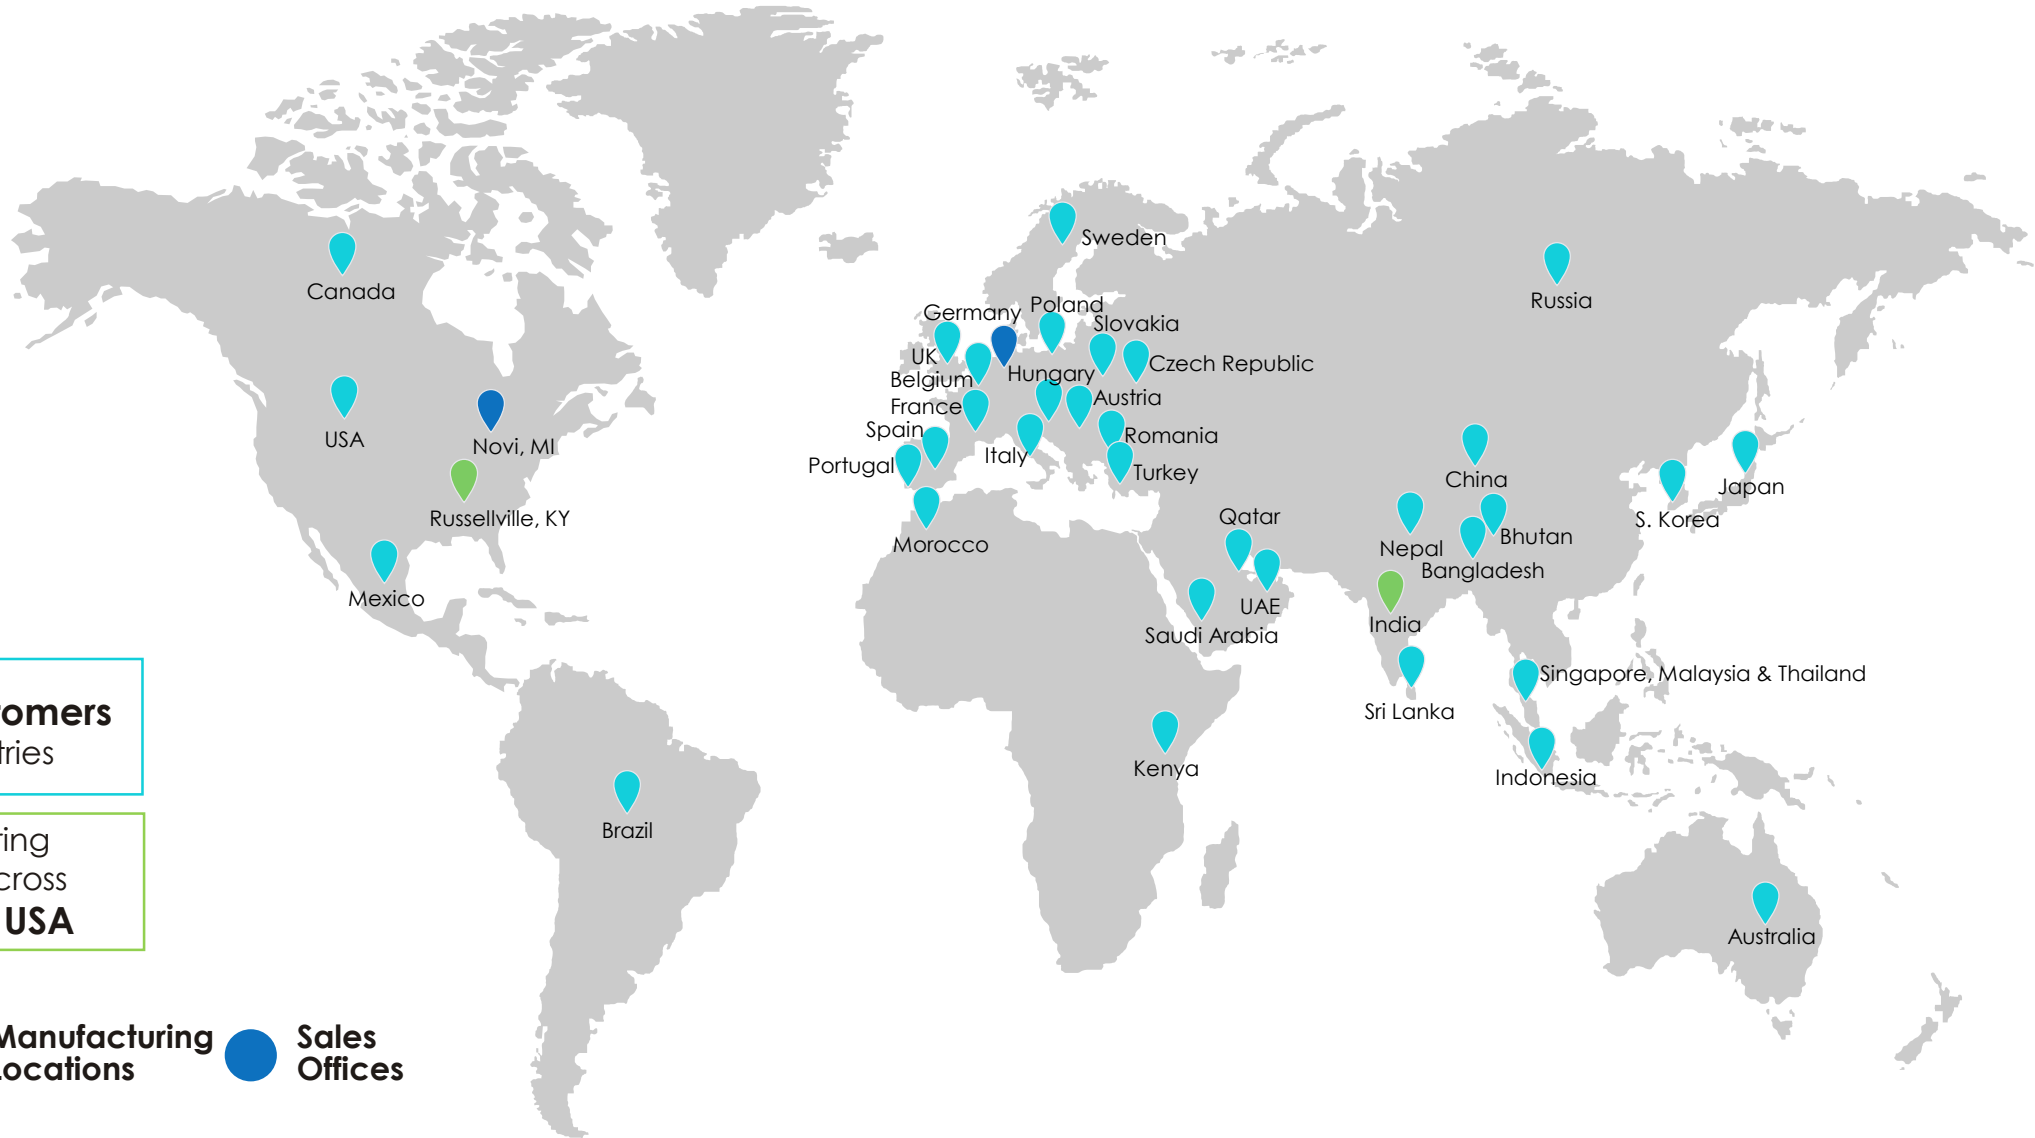 Sweden
Canada
Russia
Germany
Poland
Slovakia
UK
Czech Republic
Belgium
Hungary
Austria
France
Spain
Romania
USA
Novi, MI
Italy
Portugal
Turkey
China
Japan
Russellville, KY
Qatar
S. Korea
Morocco
Nepal
Bhutan
Bangladesh
Mexico
UAE
India
Saudi Arabia
Singapore, Malaysia & Thailand
Sri Lanka
Kenya
Indonesia
Brazil
Australia
tomers
tries
ring
cross
USA
Manufacturing
Locations
Sales
Offices